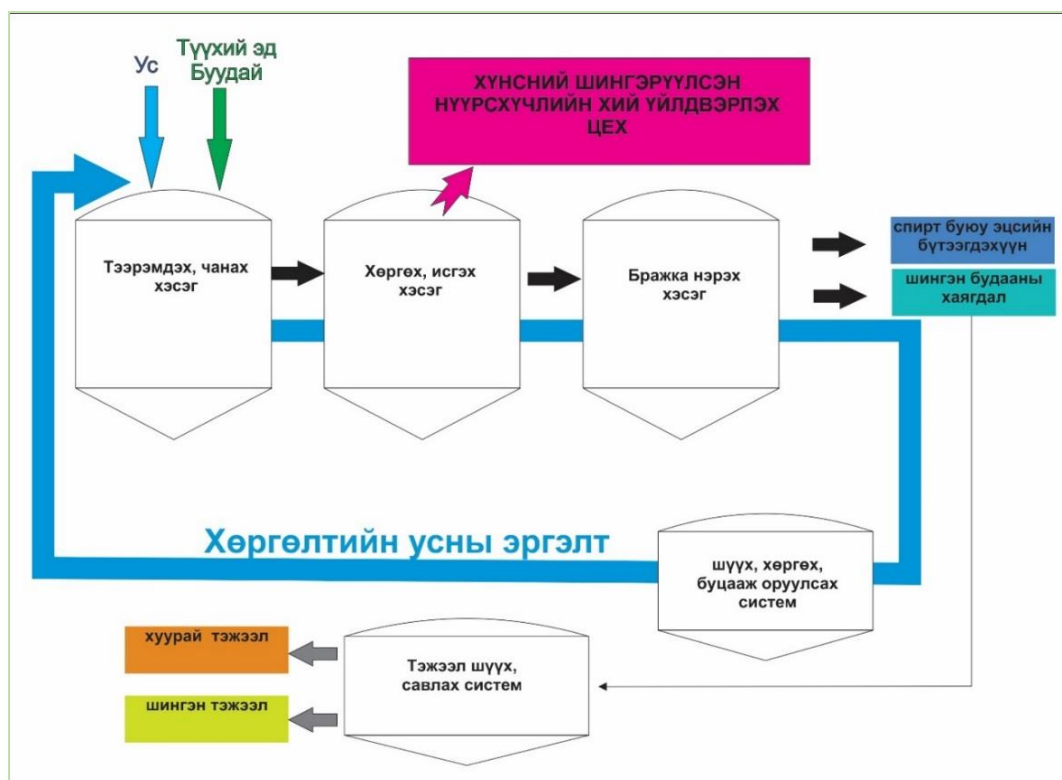 Ус
Түүхий эд
Буудай
ХҮНСНИЙ ШИНГЭРҮҮЛСЭН
НҮҮРСХҮЧЛИЙН ХИЙ ҮЙЛДВЭРЛЭХ
ЦЕХ
Тээрэмдэх, чанах
хэсэг
Хөргөх, исгэх
хэсэг
Бражка нэрэх
хэсэг
спирт буюу эцсийн
бүтээгдэхүүн
шингэн будааны
хаягдал
Хөргөлтийн усны эргэлт
шүүх, хөргөх,
буцааж оруулсах
систем
хуурай тэжээл
шингэн тэжээл
Тэжээл шүүх,
савлах систем